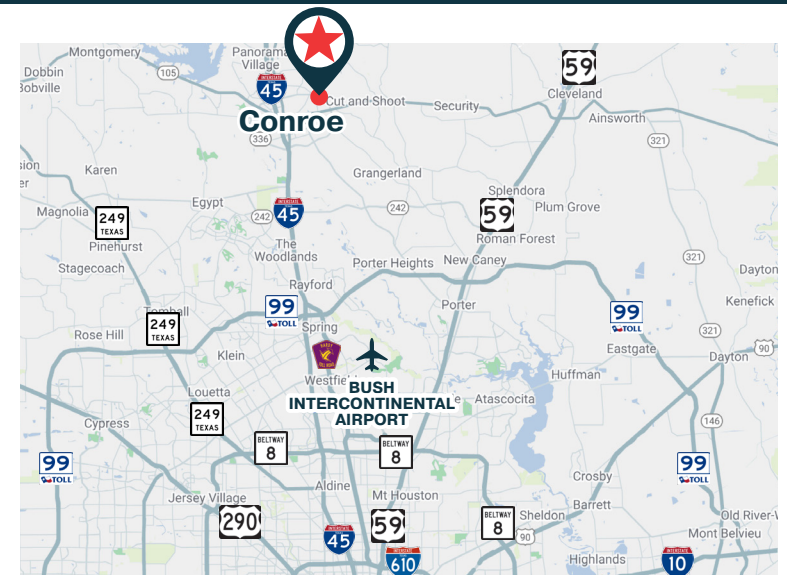 Montgomery
Panorama
Village
59
Dobbin
105
INTERSTATE
45
Cleveland
Cut and Shoot
Security
Conroe
Ainsworth
336
321
Karen
Grangerland
Splendora
Egypt
242
INTERSTATE
45
242
59
Plum Grove
Magnolia
249
TEXAS
Pinehurst
Roman Forest
The
Woodlands
Stagecoach
Porter Heights
New Caney
321
Dayton
Rayford
Kenefick
99
TOLL
Porter
99
TOLL
Tomball
249
TEXAS
Rose Hill
Spring
321
Eastgate
90
Klein
Dayton
Huffman
BUSH
INTERCONTINENTAL
AIRPORT
Louetta
Atascocita
249
TEXAS
Cypress
146
BELTWAY
8
BELTWAY
8
99
TOLL
99
TOLL
Crosby
Aldine
Mt Houston
Jersey Village
Barrett
290
59
BELTWAY
8
Sheldon
Mont Belvieu
90
INTERSTATE
45
INTERSTATE
610
Highlands
INTERSTATE
10